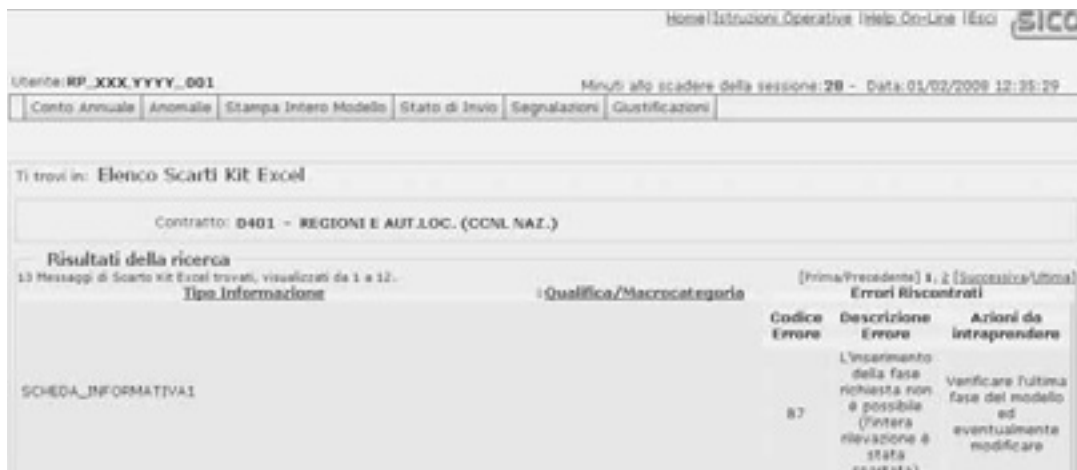 Home|Istruzioni Operative |Help On-Line |Esci
SICO
Utente:RP_XXX_YYYY_001
Minuti allo scadere della sessione:28 - Data:01/02/2008 12:35:29
Conto Annuale Anomalie Stampa Intero Modello Stato di Invio Segnalazioni Giustificazioni
Ti trovi in: Elenco Scarti Kit Excel
Contratto: 0401 - REGIONI E AUT.LOC. (CCNL NAZ.)
Risultati della ricerca
13 Messaggi di Scarto Kit Excel trovati, visualizzati da 1 a 12.
[Prima/Precedente] 1, 2 [Successiva/Ultima]
Tipo Informazione Qualifica/Macrocategoria Errori Riscontrati
Codice Errore
Descrizione Errore
Azioni da intraprendere
SCHEDA_INFORMATIVA1
87
L'inserimento
della fase
richiesta non
è possibile
(l'intera
rilevazione è
stata
scartata)
Verificare l'ultima
fase del modello
ed
eventualmente
modificare